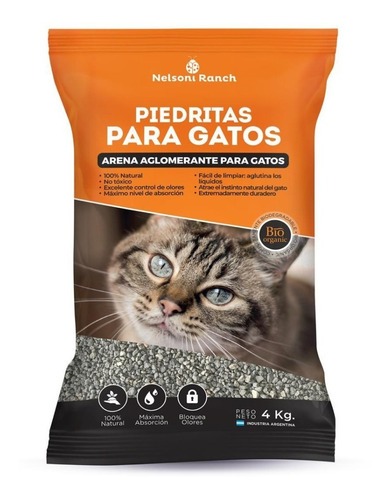 Nelsoni Ranch
PIEDRITAS
PARA GATOS
ARENA AGLOMERANTE PARA GATOS
• 100% Natural
• No tóxico
• Excelente control de olores
• Máximo nivel de absorción
• Fácil de limpiar: aglutina los
líquidos
• Atrae el instinto natural del gato
• Extremadamente duradero
Bio
organic
100%
Natural
Máxima
Absorción
Bloquea
Olores
PESO
NETO
4 Kg.
INDUSTRIA ARGENTINA